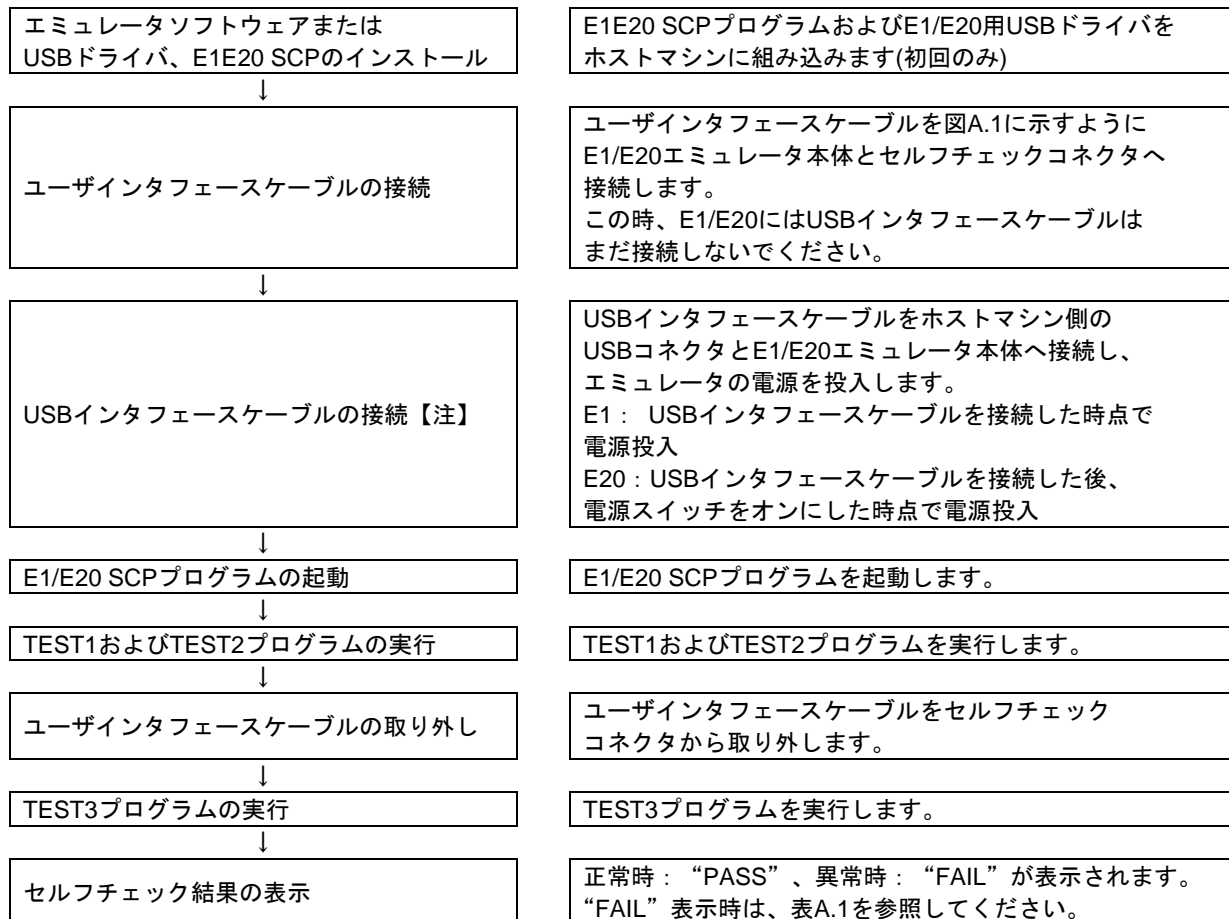 エミュレータソフトウェアまたは
USBドライバ、E1E20 SCPのインストール
E1E20 SCPプログラムおよびE1/E20用USBドライバを
ホストマシンに組み込みます(初回のみ)
↓
ユーザインタフェースケーブルの接続
ユーザインタフェースケーブルを図A.1に示すように
E1/E20エミュレータ本体とセルフチェックコネクタへ
接続します。
この時、E1/E20にはUSBインタフェースケーブルは
まだ接続しないでください。
↓
USBインタフェースケーブルの接続【注】
USBインタフェースケーブルをホストマシン側の
USBコネクタとE1/E20エミュレータ本体へ接続し、
エミュレータの電源を投入します。
E1： USBインタフェースケーブルを接続した時点で
電源投入
E20：USBインタフェースケーブルを接続した後、
電源スイッチをオンにした時点で電源投入
↓
E1/E20 SCPプログラムの起動
E1/E20 SCPプログラムを起動します。
↓
TEST1およびTEST2プログラムの実行
TEST1およびTEST2プログラムを実行します。
↓
ユーザインタフェースケーブルの取り外し
ユーザインタフェースケーブルをセルフチェック
コネクタから取り外します。
↓
TEST3プログラムの実行
TEST3プログラムを実行します。
↓
セルフチェック結果の表示
正常時：“PASS”、異常時：“FAIL”が表示されます。
“FAIL”表示時は、表A.1を参照してください。